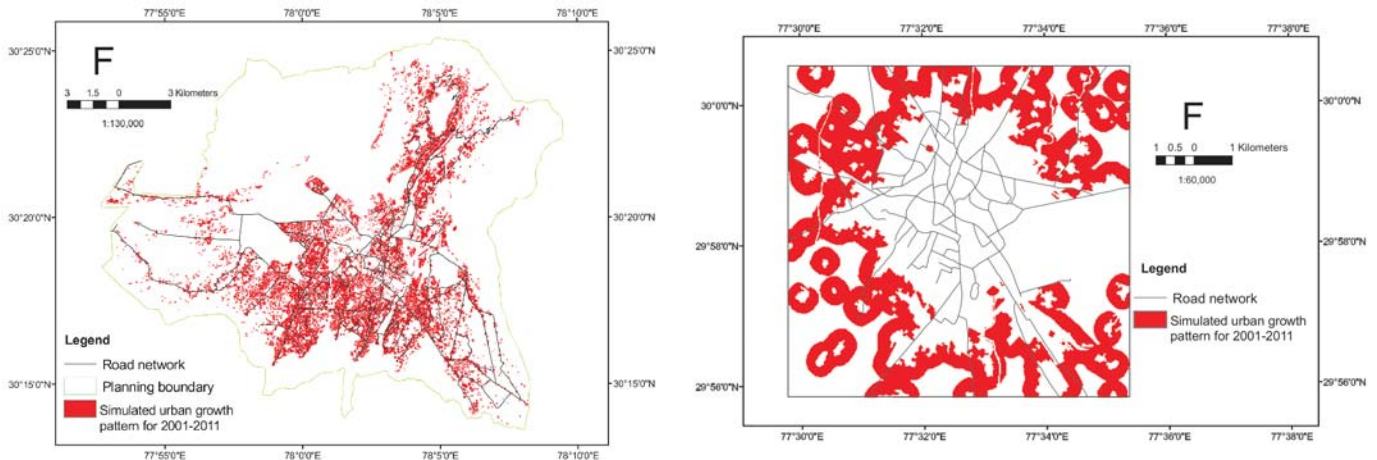 77°55'0"E 78°0'0"E 78°5'0"E 78°10'0"E
30°25'0"N
30°20'0"N
30°15'0"N
F
3 1.5 0 3 Kilometers
1:130,000
Legend
Road network
Planning boundary
Simulated urban growth
pattern for 2001-2011
30°25'0"N
30°20'0"N
30°15'0"N
77°55'0"E 78°0'0"E 78°5'0"E 78°10'0"E
77°30'0"E 77°32'0"E 77°34'0"E 77°36'0"E 77°38'0"E
30°0'0"N
29°58'0"N
29°56'0"N
F
1 0.5 0 1 Kilometers
1:60,000
Legend
Road network
Simulated urban growth
pattern for 2001-2011
30°0'0"N
29°58'0"N
29°56'0"N
77°30'0"E 77°32'0"E 77°34'0"E 77°36'0"E 77°38'0"E